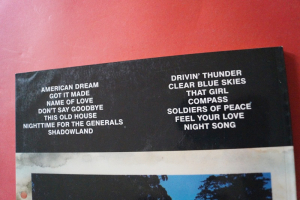 AMERICAN DREAM
GOT IT MADE
NAME OF LOVE
DON'T SAY GOODBYE
THIS OLD HOUSE
NIGHTTIME FOR THE GENERALS
SHADOWLAND
DRIVIN' THUNDER
CLEAR BLUE SKIES
THAT GIRL
COMPASS
SOLDIERS OF PEACE
FEEL YOUR LOVE
NIGHT SONG